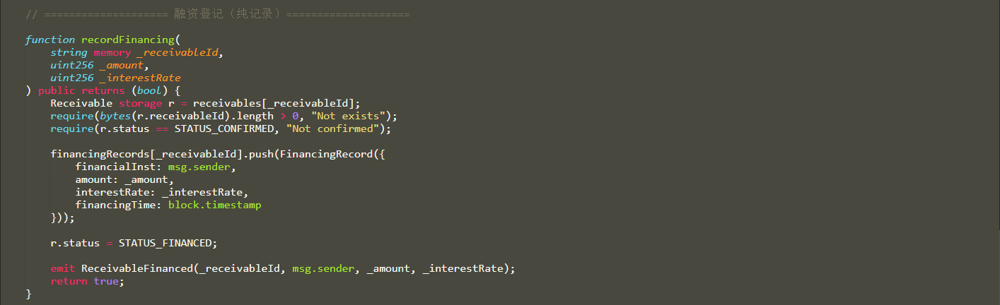 // ==================== 融资登记（纯记录）====================
function recordFinancing(
string memory _receivableId,
uint256 _amount,
uint256 _interestRate
) public returns (bool) {
Receivable storage r = receivables[_receivableId];
require(bytes(r.receivableId).length > 0, "Not exists");
require(r.status == STATUS_CONFIRMED, "Not confirmed");
financingRecords[_receivableId].push(FinancingRecord({
financialInst: msg.sender,
amount: _amount,
interestRate: _interestRate,
financingTime: block.timestamp
}));
r.status = STATUS_FINANCED;
emit ReceivableFinanced(_receivableId, msg.sender, _amount, _interestRate);
return true;
}